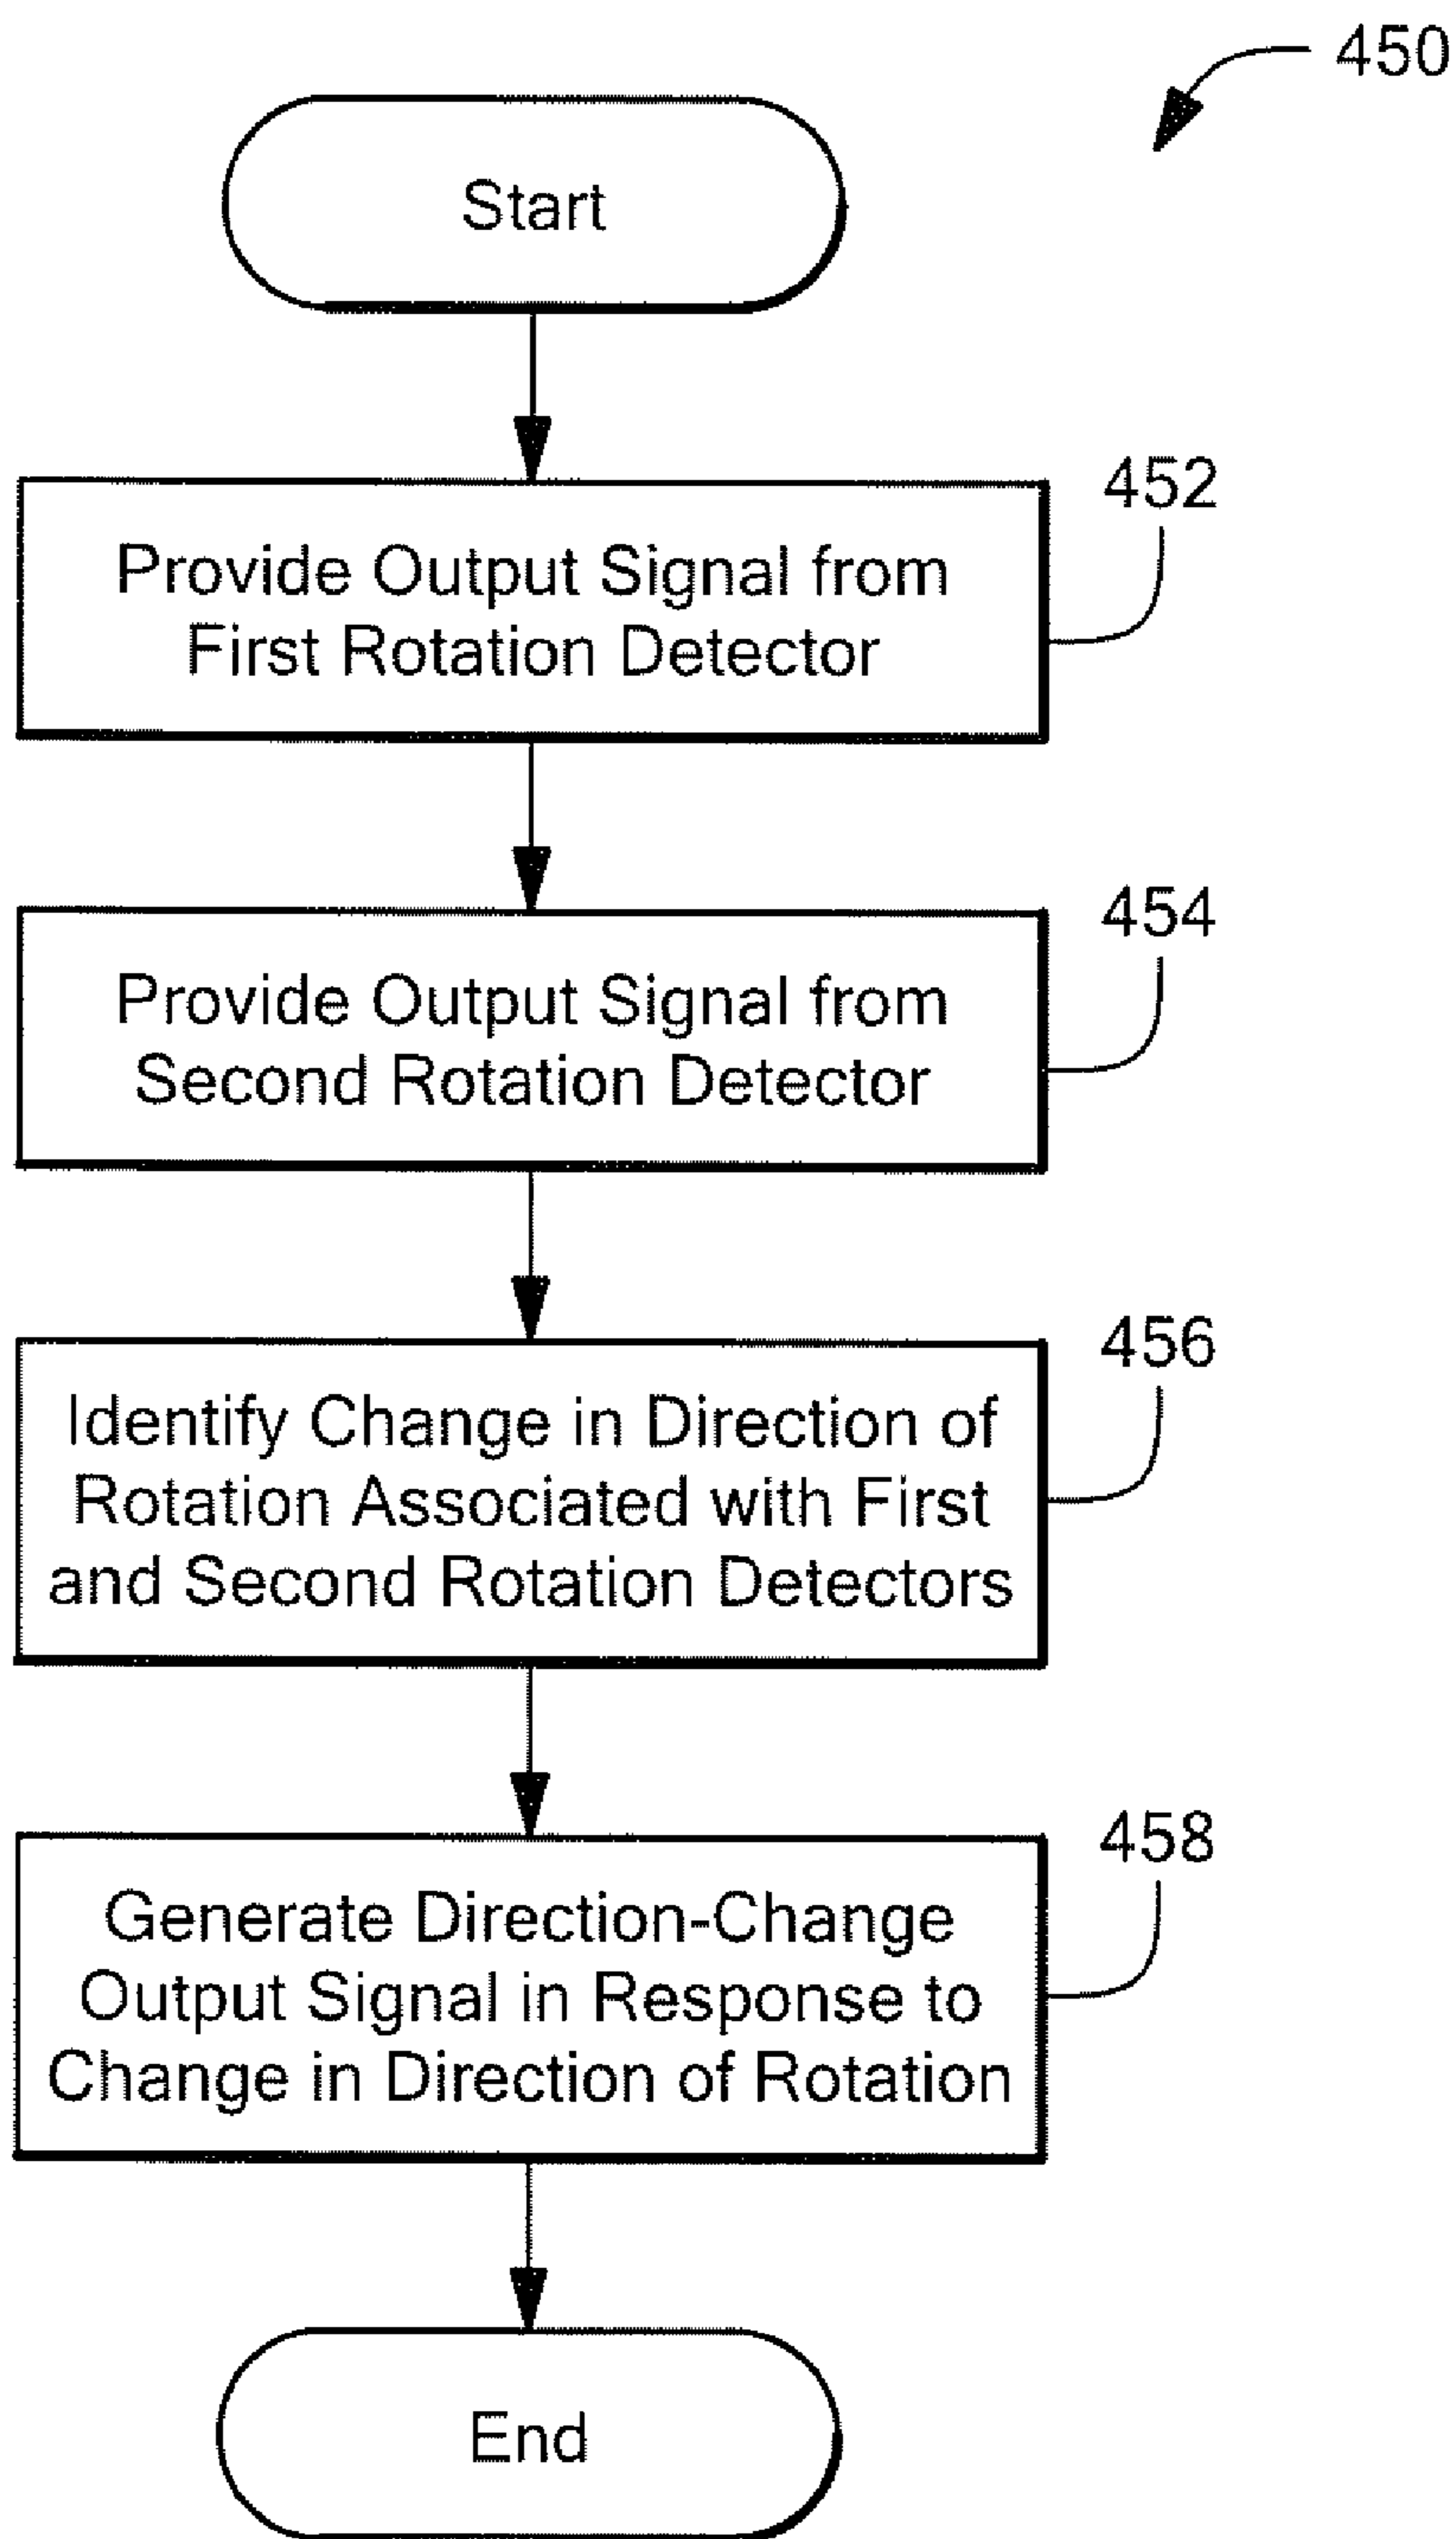 450
Start
452
Provide Output Signal from
First Rotation Detector
454
Provide Output Signal from
Second Rotation Detector
456
Identify Change in Direction of
Rotation Associated with First
and Second Rotation Detectors
458
Generate Direction-Change
Output Signal in Response to
Change in Direction of Rotation
End